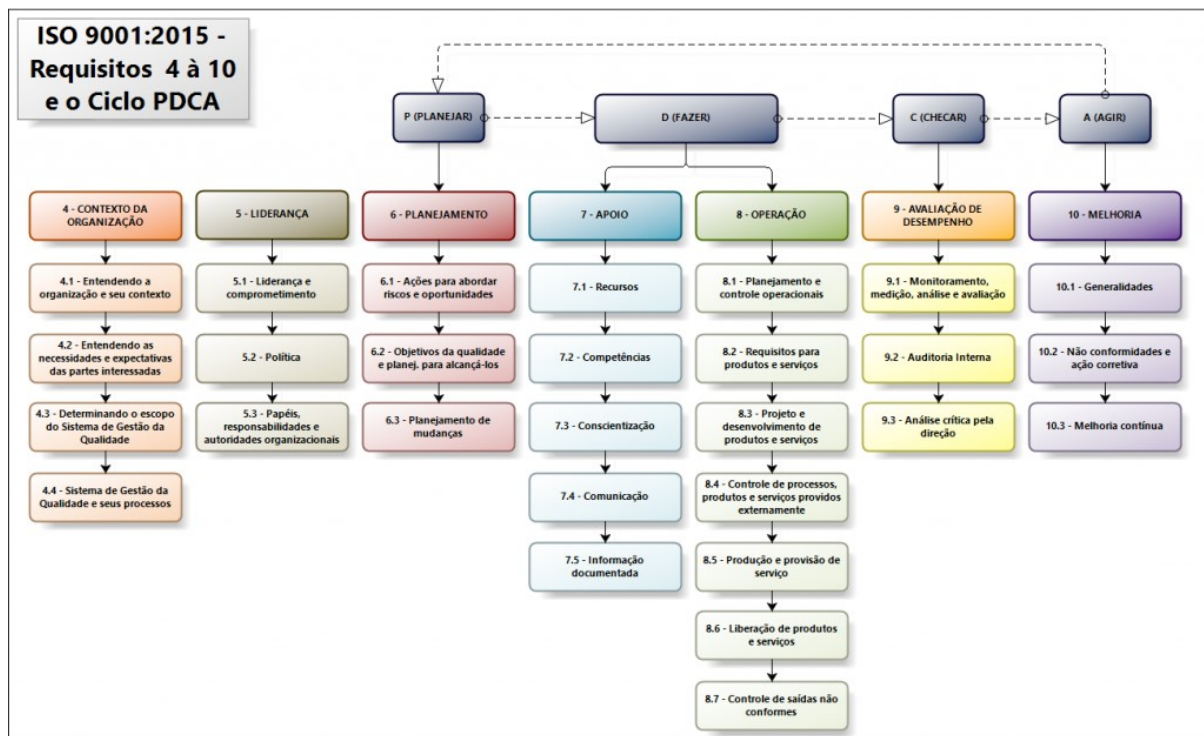 ISO 9001:2015 -
Requisitos 4 à 10
e o Ciclo PDCA
P (PLANEJAR)
D (FAZER)
C (CHECAR)
A (AGIR)
4 - CONTEXTO DA
ORGANIZAÇÃO
5 - LIDERANÇA
6 - PLANEJAMENTO
7 - APOIO
8 - OPERAÇÃO
9 - AVALIAÇÃO DE
DESEMPENHO
10 - MELHORIA
4.1 - Entendendo a
organização e seu contexto
5.1 - Liderança e
comprometimento
6.1 - Ações para abordar
riscos e oportunidades
7.1 - Recursos
8.1 - Planejamento e
controle operacionais
9.1 - Monitoramento,
medição, análise e avaliação
10.1 - Generalidades
4.2 - Entendendo as
necessidades e expectativas
das partes interessadas
5.2 - Política
6.2 - Objetivos da qualidade
e planej. para alcançá-los
7.2 - Competências
8.2 - Requisitos para
produtos e serviços
9.2 - Auditoria Interna
10.2 - Não conformidades e
ação corretiva
4.3 - Determinando o escopo
do Sistema de Gestão da
Qualidade
5.3 - Papéis,
responsabilidades e
autoridades organizacionais
6.3 - Planejamento de
mudanças
7.3 - Conscientização
8.3 - Projeto e
desenvolvimento de
produtos e serviços
9.3 - Análise crítica pela
direção
10.3 - Melhoria contínua
4.4 - Sistema de Gestão da
Qualidade e seus processos
7.4 - Comunicação
8.4 - Controle de processos,
produtos e serviços providos
externamente
7.5 - Informação
documentada
8.5 - Produção e provisão de
serviço
8.6 - Liberação de produtos
e serviços
8.7 - Controle de saídas não
conformes